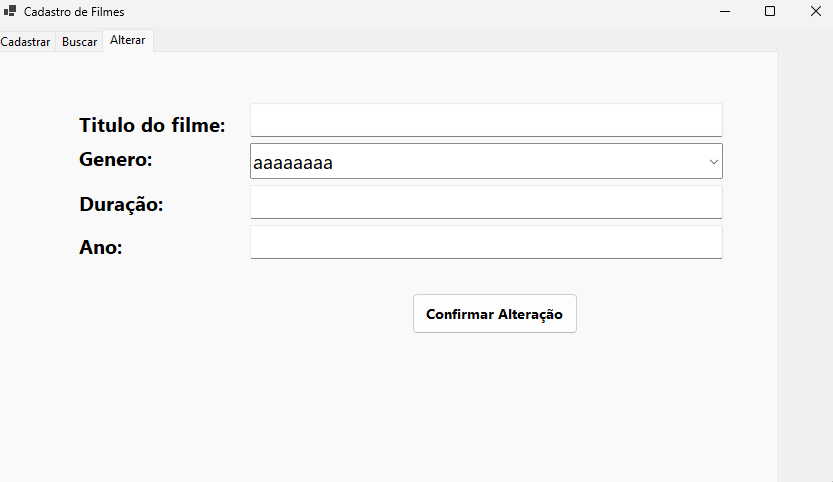 Cadastro de Filmes
Cadastrar Buscar Alterar
Titulo do filme:
Genero: aaaaaaaa
Duração:
Ano:
Confirmar Alteração